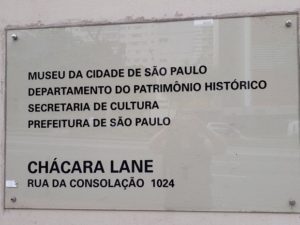 MUSEU DA CIDADE DE SÃO PAULO
DEPARTAMENTO DO PATRIMÔNIO HISTÓRICO
SECRETARIA DE CULTURA
PREFEITURA DE SÃO PAULO
CHÁCARA LANE
RUA DA CONSOLAÇÃO 1024